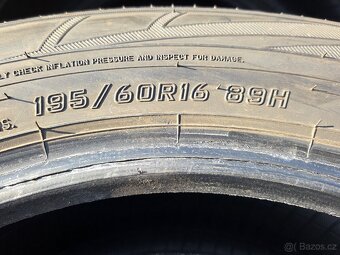 LY CHECK INFLATION PRESSURE AND INSPECT FOR DAMAGE.
S.
195/60R16 89H
Bazos.cz